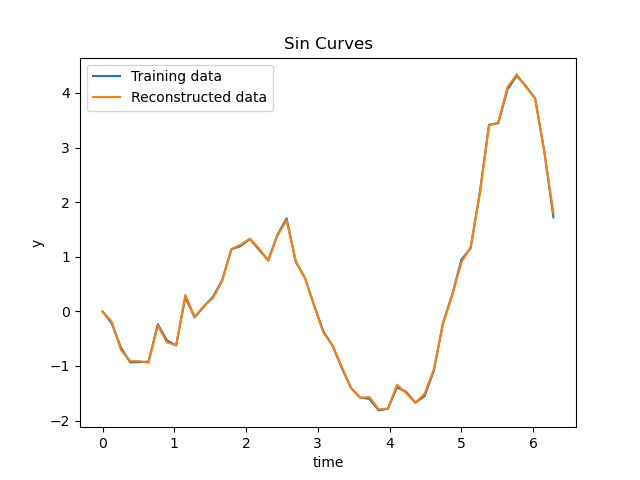 Sin Curves
Training data
Reconstructed data
y
4
3
2
1
0
−1
−2
0 1 2 3 4 5 6
time